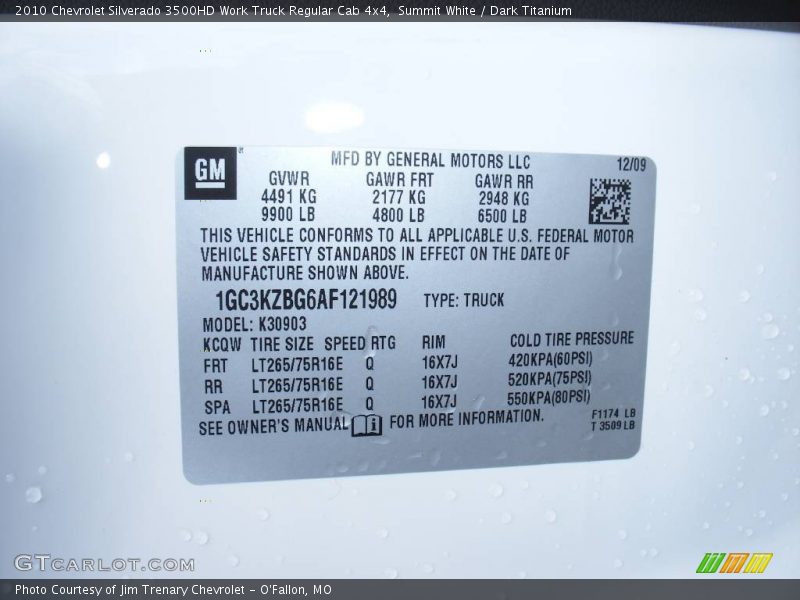 2010 Chevrolet Silverado 3500HD Work Truck Regular Cab 4x4, Summit White / Dark Titanium
GM
MFD BY GENERAL MOTORS LLC 12/09
GVWR GAWR FRT GAWR RR
4491 KG 2177 KG 2948 KG
9900 LB 4800 LB 6500 LB
THIS VEHICLE CONFORMS TO ALL APPLICABLE U.S. FEDERAL MOTOR
VEHICLE SAFETY STANDARDS IN EFFECT ON THE DATE OF
MANUFACTURE SHOWN ABOVE.
1GC3KZBG6AF121989 TYPE: TRUCK
MODEL: K30903
KCQW TIRE SIZE SPEED RTG RIM COLD TIRE PRESSURE
FRT LT265/75R16E Q 16X7J 420KPA(60PSI)
RR LT265/75R16E Q 16X7J 520KPA(75PSI)
SPA LT265/75R16E Q 16X7J 550KPA(80PSI)
SEE OWNER'S MANUAL i FOR MORE INFORMATION.
F1174 LB
T 3509 LB
GTCARLOT.COM
Photo Courtesy of Jim Trenary Chevrolet - O'Fallon, MO